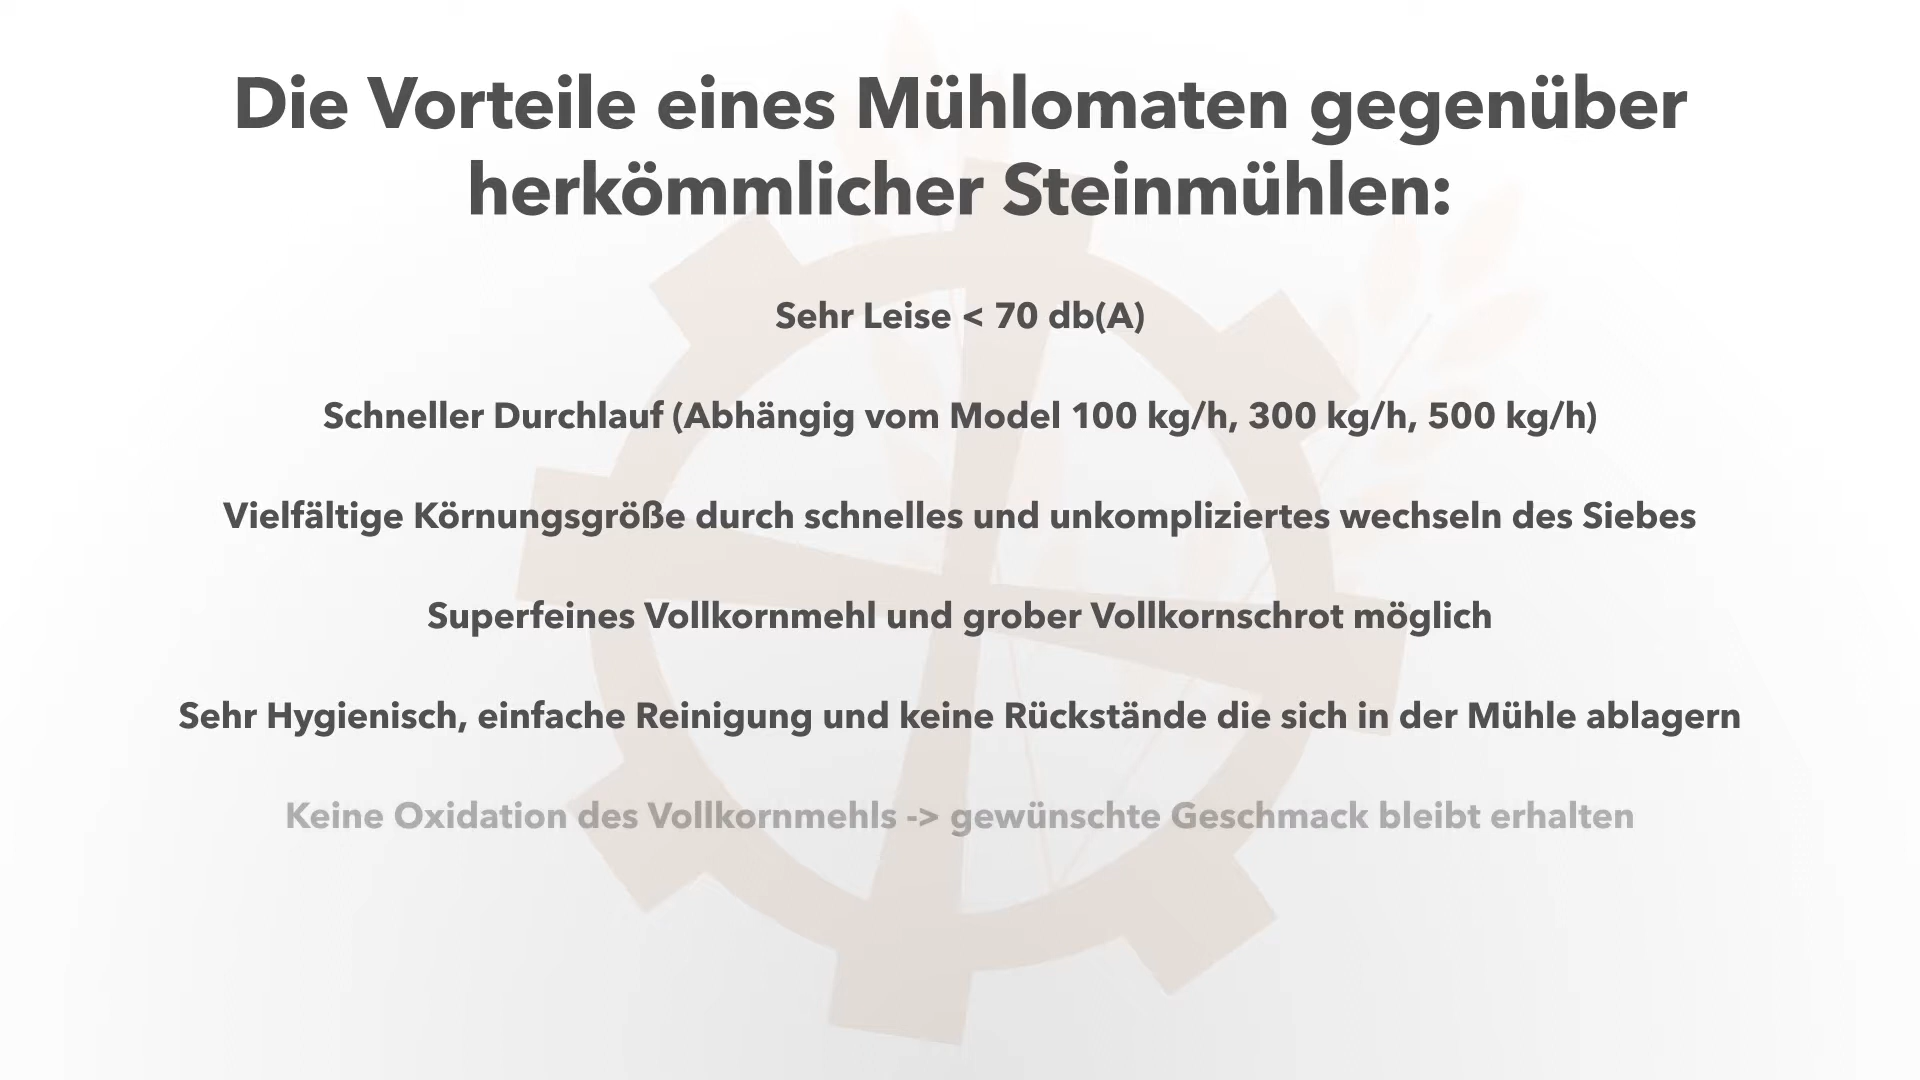 Die Vorteile eines Mühlomaten gegenüber
herkömmlicher Steinmühlen:
Sehr Leise < 70 db(A)
Schneller Durchlauf (Abhängig vom Model 100 kg/h, 300 kg/h, 500 kg/h)
Vielfältige Körnungsgröße durch schnelles und unkompliziertes wechseln des Siebes
Superfeines Vollkornmehl und grober Vollkornschrot möglich
Sehr Hygienisch, einfache Reinigung und keine Rückstände die sich in der Mühle ablagern
Keine Oxidation des Vollkornmehls -> gewünschte Geschmack bleibt erhalten